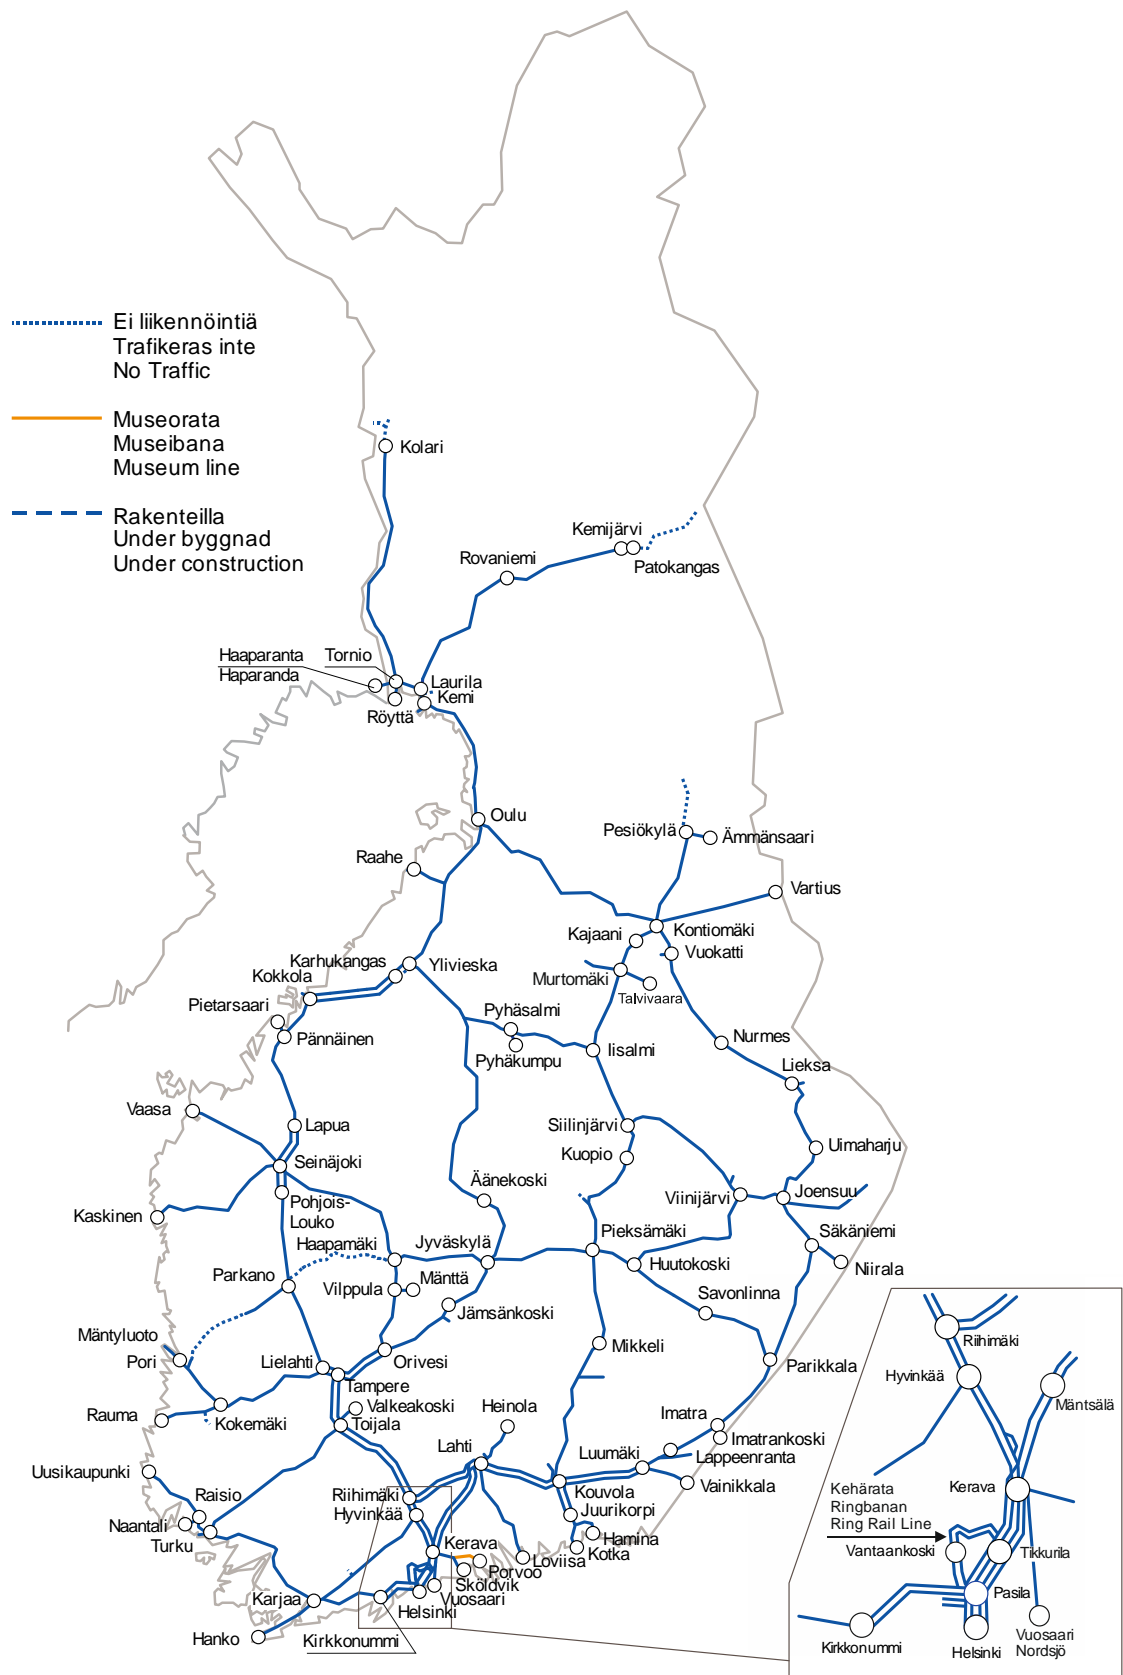 Ei liikennöintiä
Trafikeras inte
No Traffic
Museorata
Museibana
Museum line
Rakenteilla
Under byggnad
Under construction
Kolari
Kemijärvi
Patokangas
Rovaniemi
Haaparanta
Haparanda
Tornio
Laurila
Kemi
Röyttä
Oulu
Raahe
Pesiökylä
Ämmänsaari
Vartius
Kontiomäki
Kajaani
Vuokatti
Murtomäki
Talvivaara
Karhukangas
Ylivieska
Kokkola
Pietarsaari
Pännäinen
Pyhäsalmi
Pyhäkumpu
Iisalmi
Nurmes
Lieksa
Vaasa
Lapua
Siilinjärvi
Kuopio
Uimaharju
Seinäjoki
Äänekoski
Viinijärvi
Joensuu
Kaskinen
Pohjois-
Louko
Haapamäki
Jyväskylä
Pieksämäki
Säkäniemi
Huutokoski
Niirala
Parkano
Vilppula
Mänttä
Jämsänkoski
Savonlinna
Mäntyluoto
Pori
Lielahti
Orivesi
Mikkeli
Parikkala
Tampere
Valkeakoski
Rauma
Kokemäki
Toijala
Heinola
Imatra
Imatrankoski
Lahti
Luumäki
Lappeenranta
Uusikaupunki
Vainikkala
Kouvola
Raisio
Riihimäki
Hyvinkää
Juurikorpi
Naantali
Turku
Hamina
Kotka
Kerava
Porvoo
Loviisa
Sköldvik
Vuosaari
Karjaa
Helsinki
Hanko
Kirkkonummi
Riihimäki
Hyvinkää
Mäntsälä
Kerava
Kehärata
Ringbanan
Ring Rail Line
Vantaankoski
Tikkurila
Pasila
Kirkkonummi
Helsinki
Vuosaari
Nordsjö